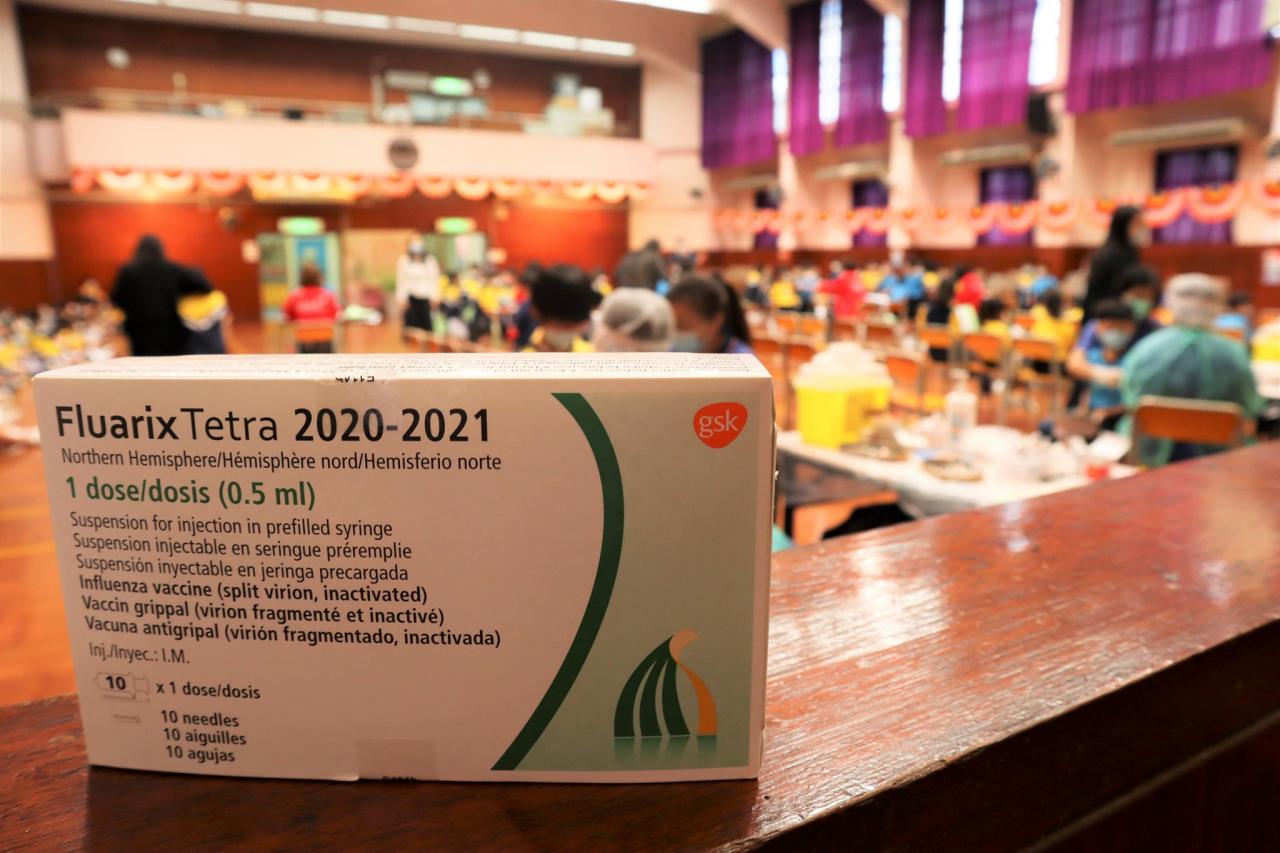 FluarixTetra 2020-2021
Northern Hemisphere/Hémisphère nord/Hemisferio norte
1 dose/dosis (0.5 ml)
Suspension for injection in prefilled syringe
Suspension injectable en seringue préremplie
Suspensión inyectable en jeringa precargada
Influenza vaccine (split virion, inactivated)
Vaccin grippal (virion fragmenté et inactivé)
Vacuna antigripal (virión fragmentado, inactivada)
Inj./Inyec.: I.M.
10 x 1 dose/dosis
10 needles
10 aiguilles
10 agujas
gsk